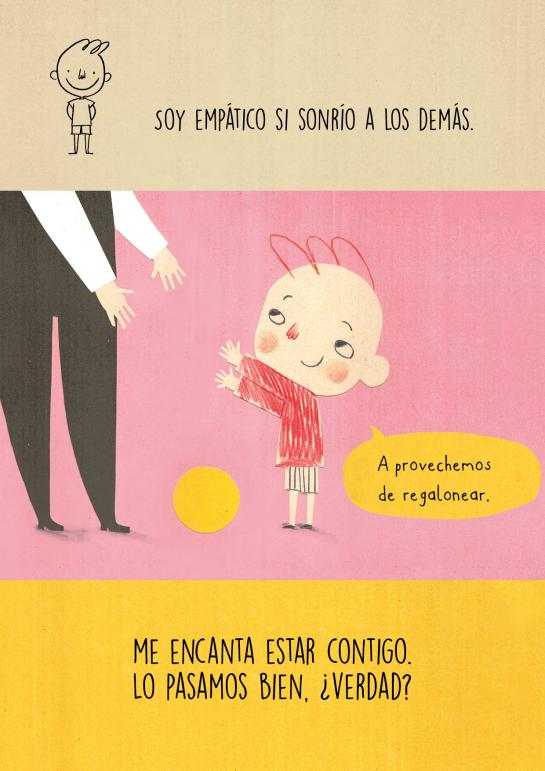 SOY EMPÁTICO SI SONRÍO A LOS DEMÁS.
A provechemos
de regalonear.
ME ENCANTA ESTAR CONTIGO.
LO PASAMOS BIEN, ¿VERDAD?